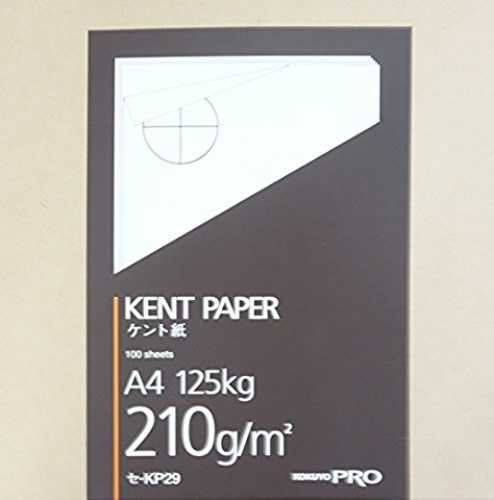 KENT PAPER
ケント紙
100 sheets
A4 125kg
210g/m²
セ-KP29
KOKUYO PRO